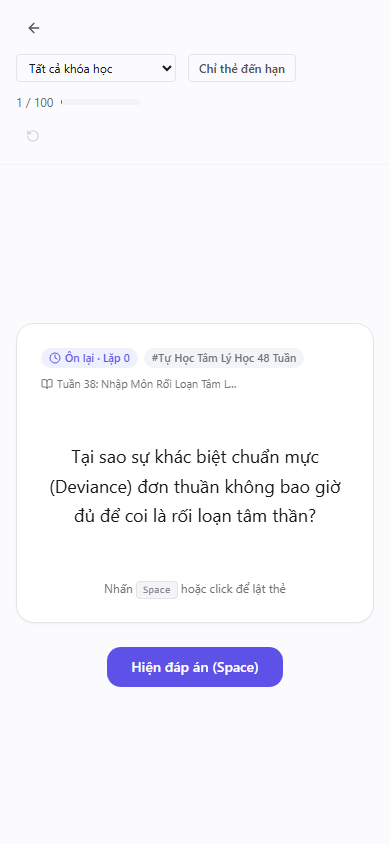 Tất cả khóa học
Chỉ thẻ đến hạn
1 / 100
Ôn lại · Lặp 0
#Tự Học Tâm Lý Học 48 Tuần
Tuần 38: Nhập Môn Rối Loạn Tâm L...
Tại sao sự khác biệt chuẩn mực
(Deviance) đơn thuần không bao giờ
đủ để coi là rối loạn tâm thần?
Nhấn Space hoặc click để lật thẻ
Hiện đáp án (Space)